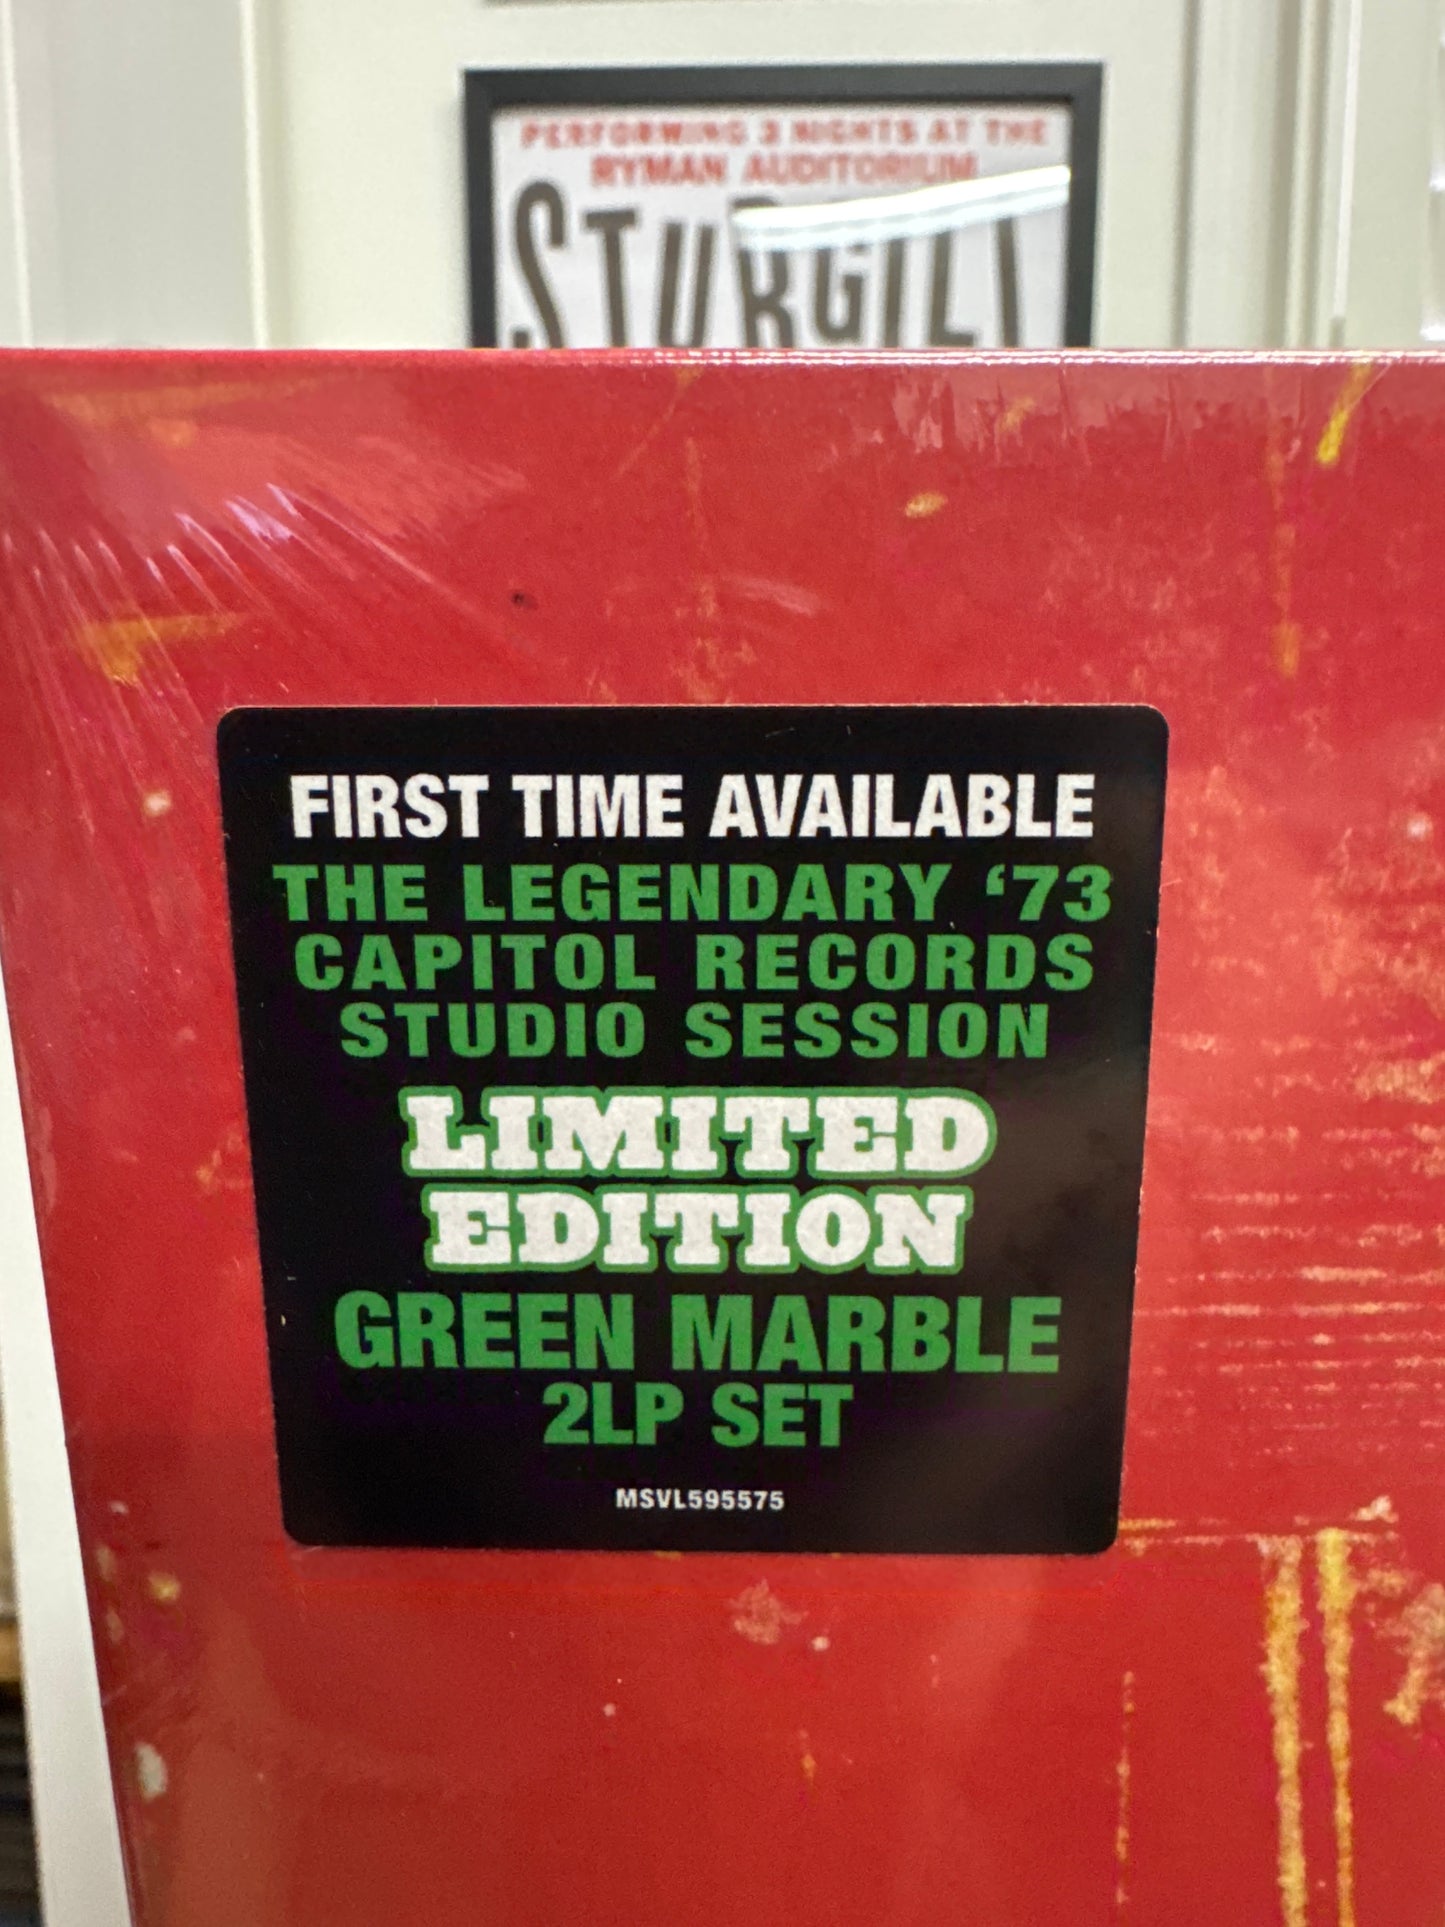 PERFORMING 3 NIGHTS AT THE
RYMAN AUDITORIUM
STURGILL
FIRST TIME AVAILABLE
THE LEGENDARY ‘73
CAPITOL RECORDS
STUDIO SESSION
LIMITED
EDITION
GREEN MARBLE
2LP SET
MSVL595575